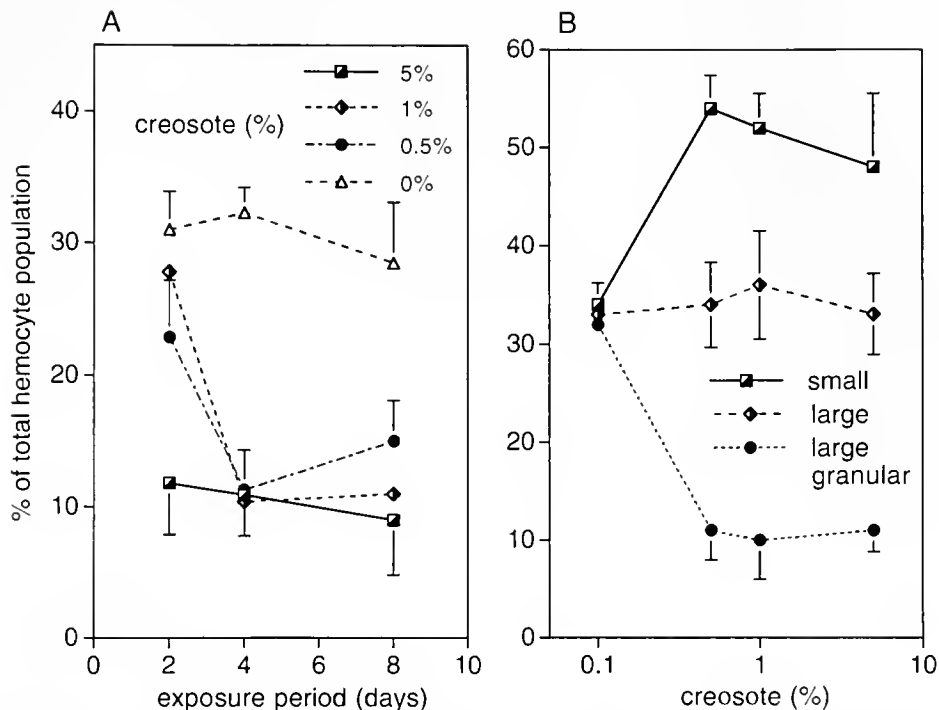 A
creosote (%)
5%
1%
0.5%
0%
% of total hemocyte population
40
30
20
10
0
0
2
4
6
8
10
exposure period (days)
B
60
50
40
30
20
10
0
small
large
large
granular
0.1
1
10
creosote (%)